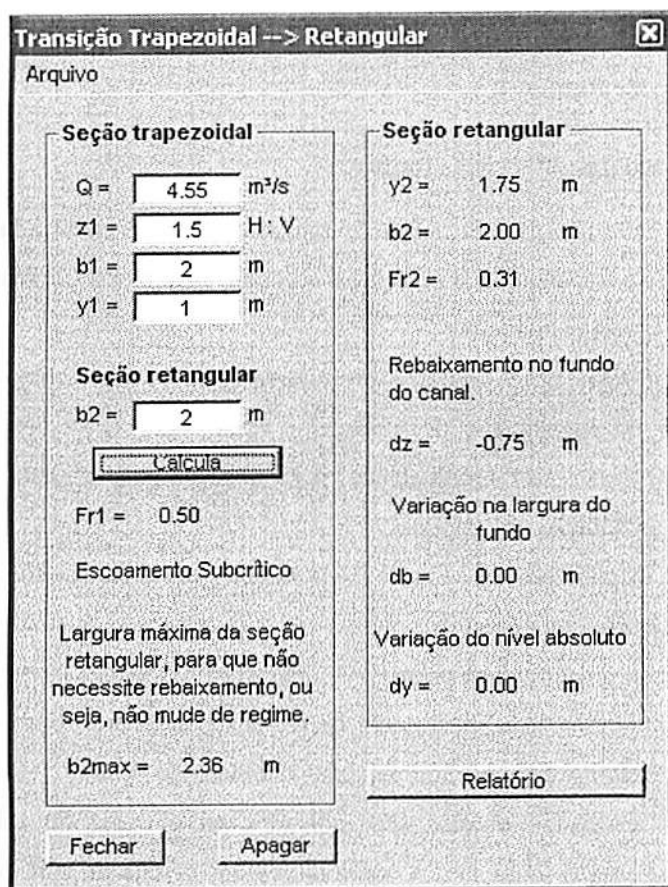 Transição Trapezoidal --> Retangular
Arquivo
Seção trapezoidal
Q = 4.55 m³/s
z1 = 1.5 H : V
b1 = 2 m
y1 = 1 m
Seção retangular
b2 = 2 m
Calcula
Fr1 = 0.50
Escoamento Subcrítico
Largura máxima da seção
retangular, para que não
necessite rebaixamento, ou
seja, não mude de regime.
b2max = 2.36 m
Seção retangular
y2 = 1.75 m
b2 = 2.00 m
Fr2 = 0.31
Rebaixamento no fundo
do canal.
dz = -0.75 m
Variação na largura do
fundo
db = 0.00 m
Variação do nível absoluto
dy = 0.00 m
Relatório
Fechar
Apagar